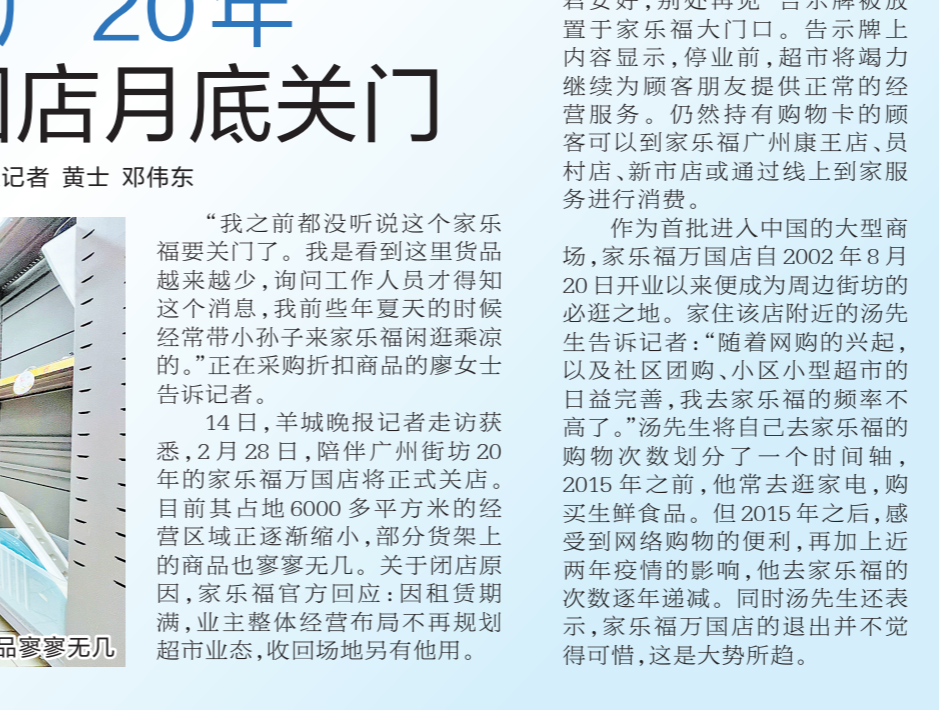 20年
国店月底关门
记者 黄士 邓伟东
品寥寥无几
“我之前都没听说这个家乐
福要关门了。我是看到这里货品
越来越少,询问工作人员才得知
这个消息,我前些年夏天的时候
经常带小孙子来家乐福闲逛乘凉
的。”正在采购折扣商品的廖女士
告诉记者。
14日,羊城晚报记者走访获
悉,2月28日,陪伴广州街坊20
年的家乐福万国店将正式关店。
目前其占地6000多平方米的经
营区域正逐渐缩小,部分货架上
的商品也寥寥无几。关于闭店原
因,家乐福官方回应:因租赁期
满,业主整体经营布局不再规划
超市业态,收回场地另有他用。
君安好,别处再见”告示牌被放
置于家乐福大门口。告示牌上
内容显示,停业前,超市将竭力
继续为顾客朋友提供正常的经
营服务。仍然持有购物卡的顾
客可以到家乐福广州康王店、员
村店、新市店或通过线上到家服
务进行消费。
作为首批进入中国的大型商
场,家乐福万国店自2002年8月
20日开业以来便成为周边街坊的
必逛之地。家住该店附近的汤先
生告诉记者:“随着网购的兴起,
以及社区团购、小区小型超市的
日益完善,我去家乐福的频率不
高了。”汤先生将自己去家乐福的
购物次数划分了一个时间轴,
2015年之前,他常去逛家电,购
买生鲜食品。但2015年之后,感
受到网络购物的便利,再加上近
两年疫情的影响,他去家乐福的
次数逐年递减。同时汤先生还表
示,家乐福万国店的退出并不觉
得可惜,这是大势所趋。